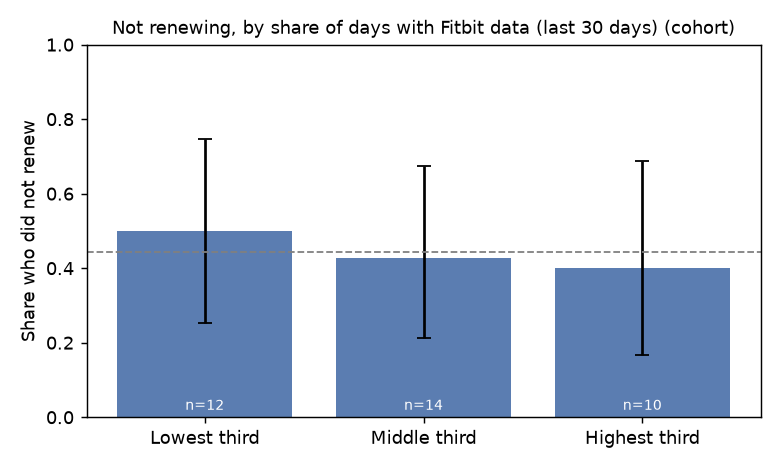 Not renewing, by share of days with Fitbit data (last 30 days) (cohort)
Share who did not renew
1.0
0.8
0.6
0.4
0.2
0.0
n=12
n=14
n=10
Lowest third
Middle third
Highest third